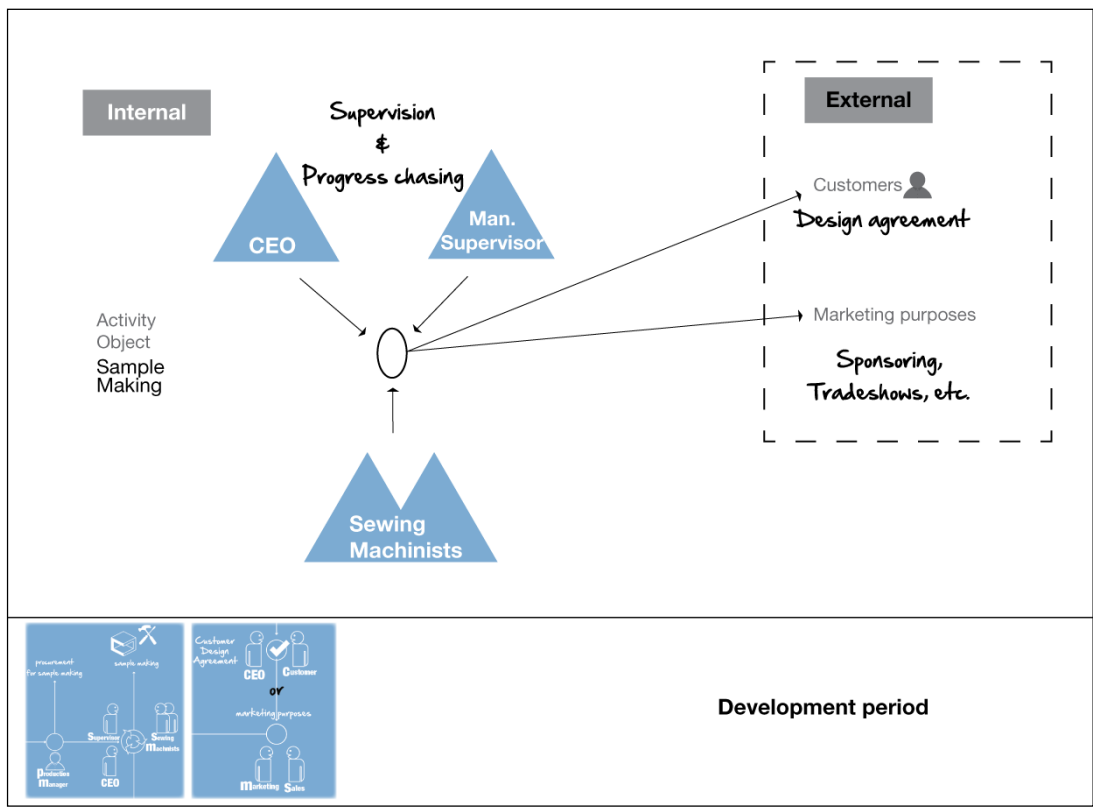 Internal
Supervision
&
Progress chasing
External
CEO
Man.
Supervisor
Customers
Design agreement
Activity
Object
Sample
Making
Marketing purposes
Sponsoring,
Tradeshows, etc.
Sewing
Machinists
procurement
for sample making
sample making
Supervisor
Sewing
machinists
Production
manager
CEO
Customer
Design
Agreement
CEO
Customer
or
marketing purposes
marketing
Sales
Development period